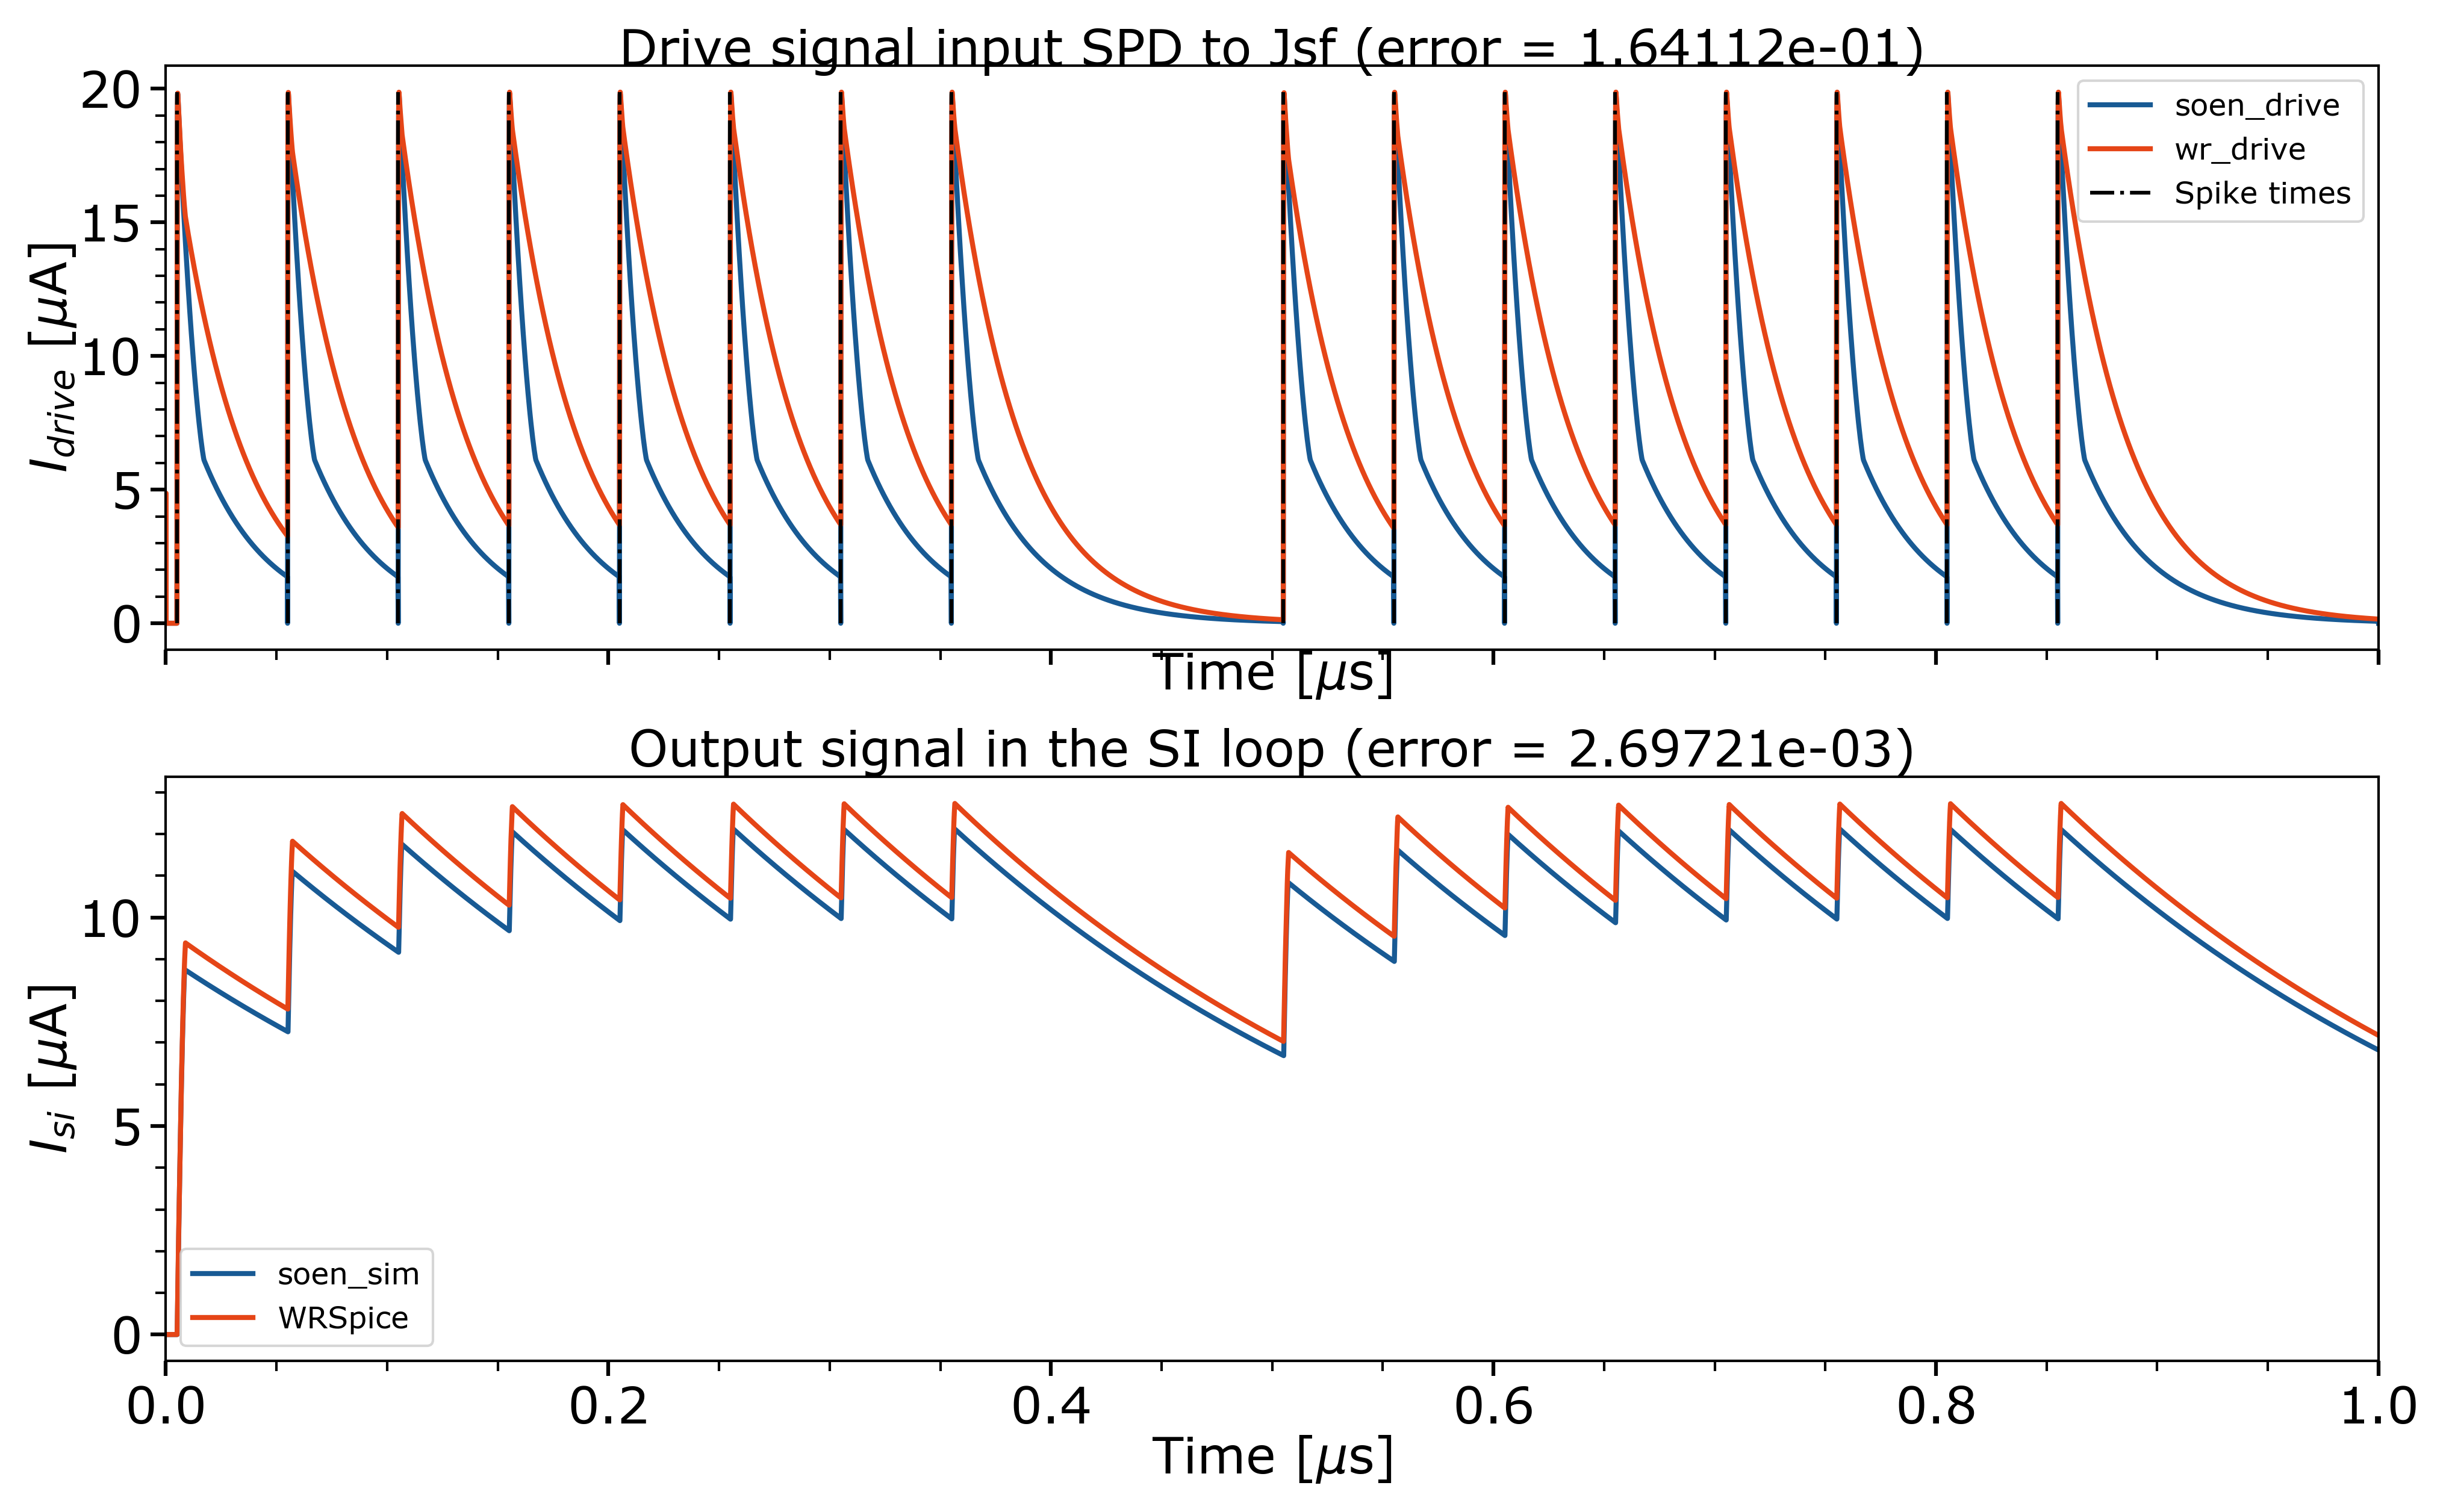 Drive signal input SPD to Jsf (error = 1.64112e-01)
20
15
10
5
0
I_drive [μA]
soen_drive
wr_drive
Spike times
Time [μs]
Output signal in the SI loop (error = 2.69721e-03)
10
5
0
I_si [μA]
soen_sim
WRSpice
0.0 0.2 0.4 0.6 0.8 1.0
Time [μs]